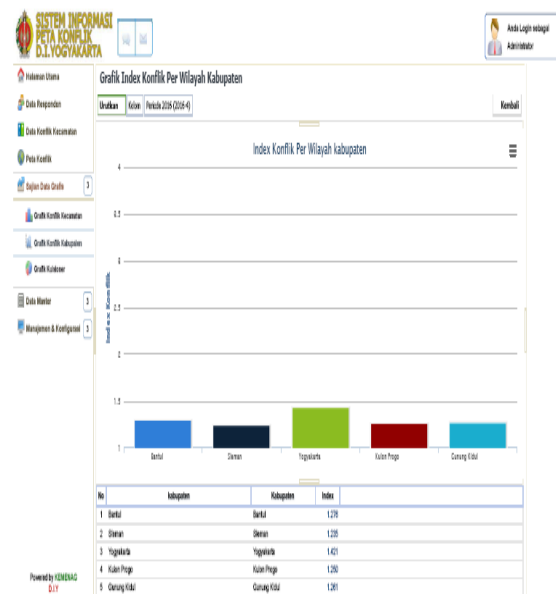 SISTEM INFORMASI
PETA KONFLIK
D.I.YOGYAKARTA
Anda Login sebagai
Administrator
Halaman Utama
Data Responden
Data Konflik Kecamatan
Peta Konflik
Sajian Data Grafis 3
Grafik Konflik Kecamatan
Grafik Konflik Kabupaten
Grafik Kuisioner
Data Master 3
Manajemen & Konfigurasi 3
Powered by KEMENAG
D.I.Y
Grafik Index Konflik Per Wilayah Kabupaten
Urutkan Kolom Periode 2016 (2016-4) Kembali
Index Konflik Per Wilayah kabupaten
Index Konflik
4
3.5
3
2.5
2
1.5
1
Bantul Sleman Yogyakarta Kulon Progo Gunung Kidul
No kabupaten Kabupaten Index
1 Bantul Bantul 1.276
2 Sleman Sleman 1.235
3 Yogyakarta Yogyakarta 1.421
4 Kulon Progo Kulon Progo 1.250
5 Gunung Kidul Gunung Kidul 1.261